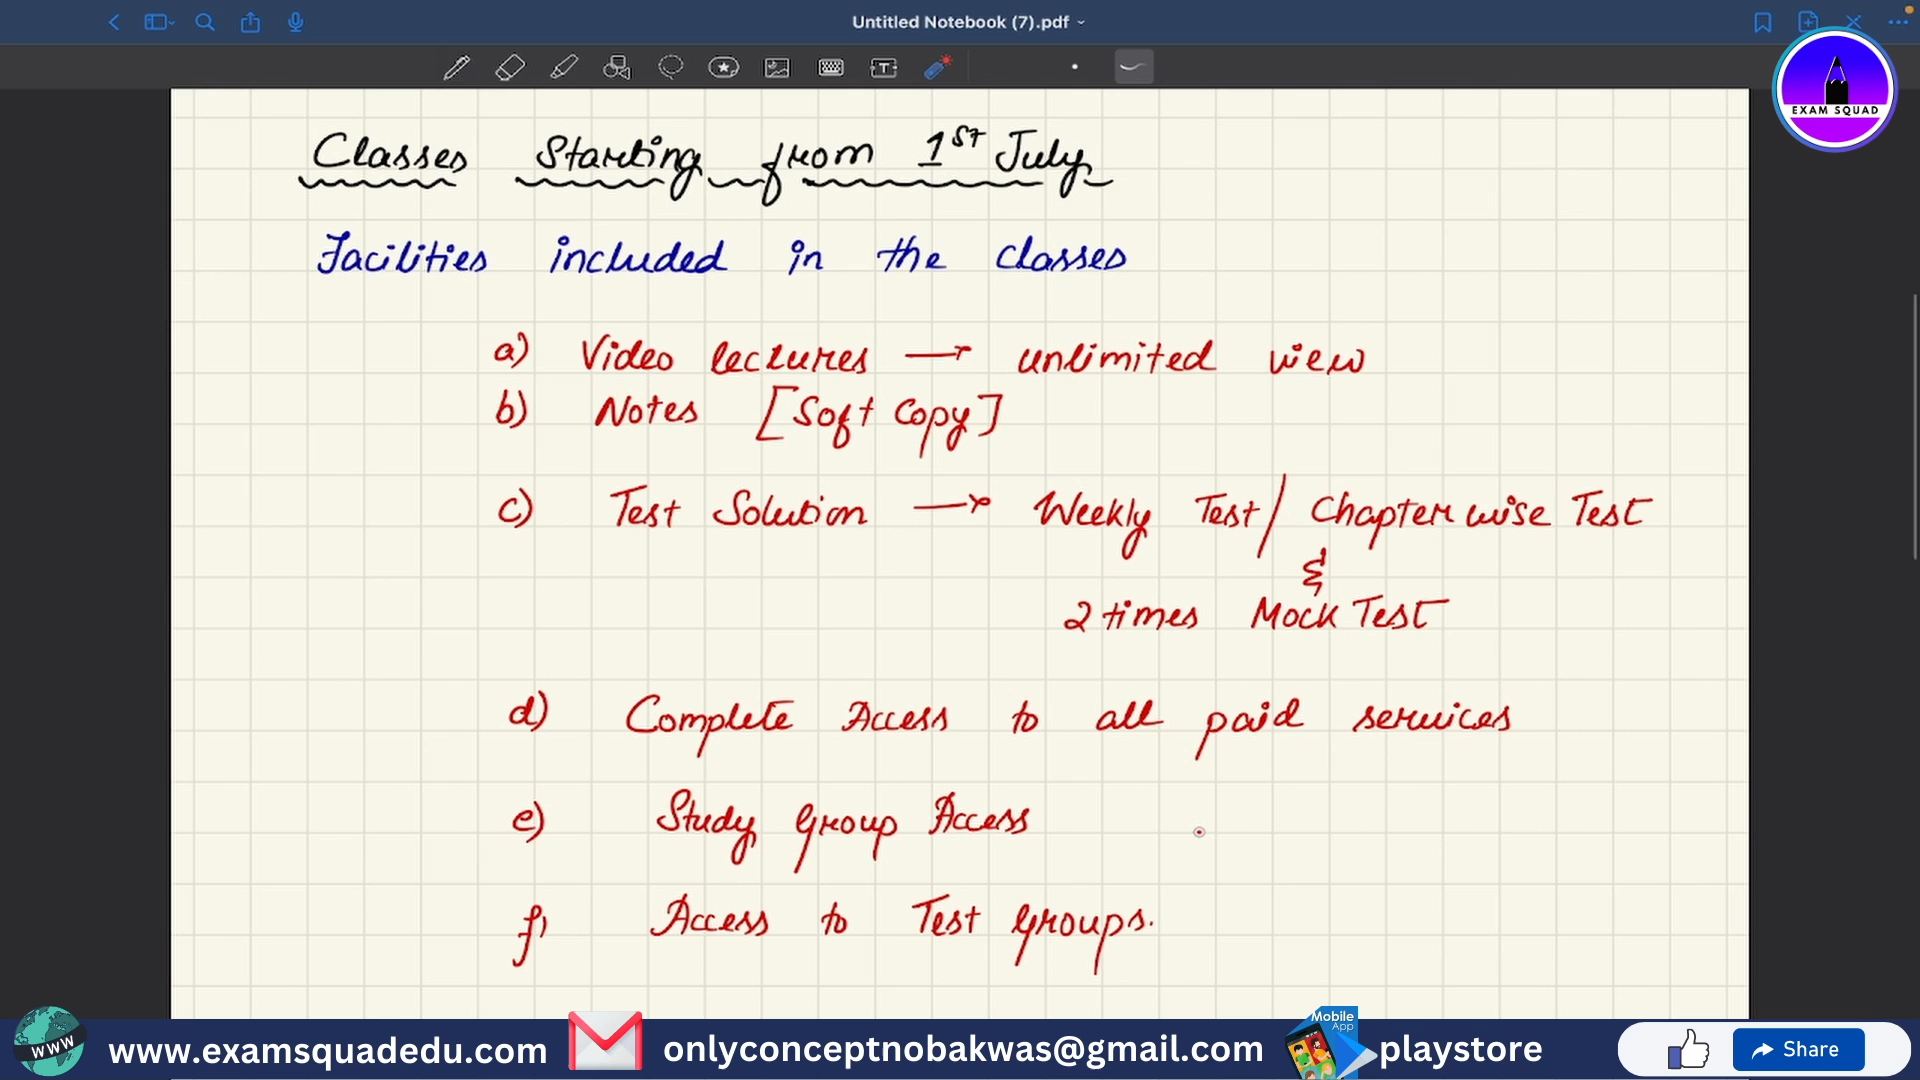 Untitled Notebook (7).pdf
EXAM SQUAD
Classes Starting from 1st July
Facilities included in the classes
a) Video lectures → unlimited view
b) Notes [Soft Copy]
c) Test Solution → Weekly Test / Chapterwise Test
&
2 times Mock Test
d) Complete Access to all paid services
e) Study Group Access
f) Access to Test Groups.
WWW
www.examsquadedu.com
onlyconceptnobakwas@gmail.com
Mobile
App
playstore
Share